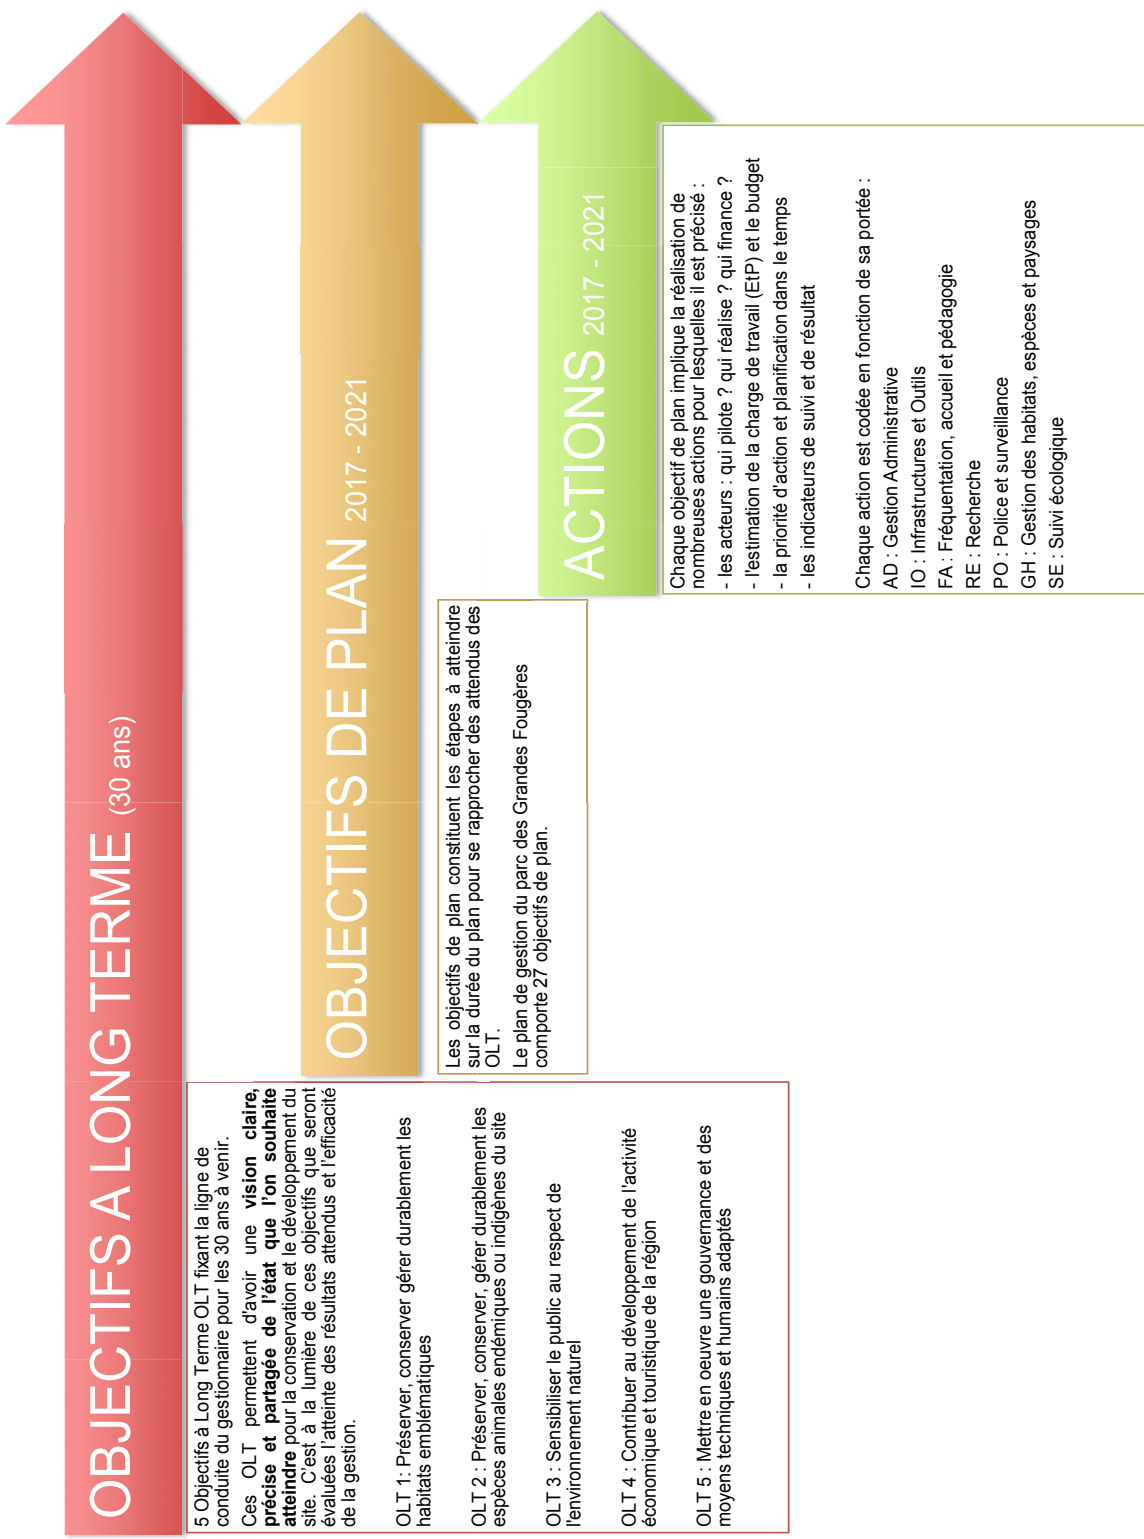 OBJECTIFS A LONG TERME (30 ans)
5 Objectifs à Long Terme OLT fixant la ligne de
conduite du gestionnaire pour les 30 ans à venir.
Ces OLT permettent d'avoir une vision claire,
précise et partagée de l'état que l'on souhaite
atteindre pour la conservation et le développement du
site. C'est à la lumière de ces objectifs que seront
évaluées l'atteinte des résultats attendus et l'efficacité
de la gestion.
OLT 1: Préserver, conserver gérer durablement les
habitats emblématiques
OLT 2 : Préserver, conserver, gérer durablement les
espèces animales endémiques ou indigènes du site
OLT 3 : Sensibiliser le public au respect de
l'environnement naturel
OLT 4 : Contribuer au développement de l'activité
économique et touristique de la région
OLT 5 : Mettre en oeuvre une gouvernance et des
moyens techniques et humains adaptés
OBJECTIFS DE PLAN 2017 - 2021
Les objectifs de plan constituent les étapes à atteindre
sur la durée du plan pour se rapprocher des attendus des
OLT.
Le plan de gestion du parc des Grandes Fougères
comporte 27 objectifs de plan.
ACTIONS 2017 - 2021
Chaque objectif de plan implique la réalisation de
nombreuses actions pour lesquelles il est précisé :
- les acteurs : qui pilote ? qui réalise ? qui finance ?
- l'estimation de la charge de travail (EtP) et le budget
- la priorité d'action et planification dans le temps
- les indicateurs de suivi et de résultat
Chaque action est codée en fonction de sa portée :
AD : Gestion Administrative
IO : Infrastructures et Outils
FA : Fréquentation, accueil et pédagogie
RE : Recherche
PO : Police et surveillance
GH : Gestion des habitats, espèces et paysages
SE : Suivi écologique